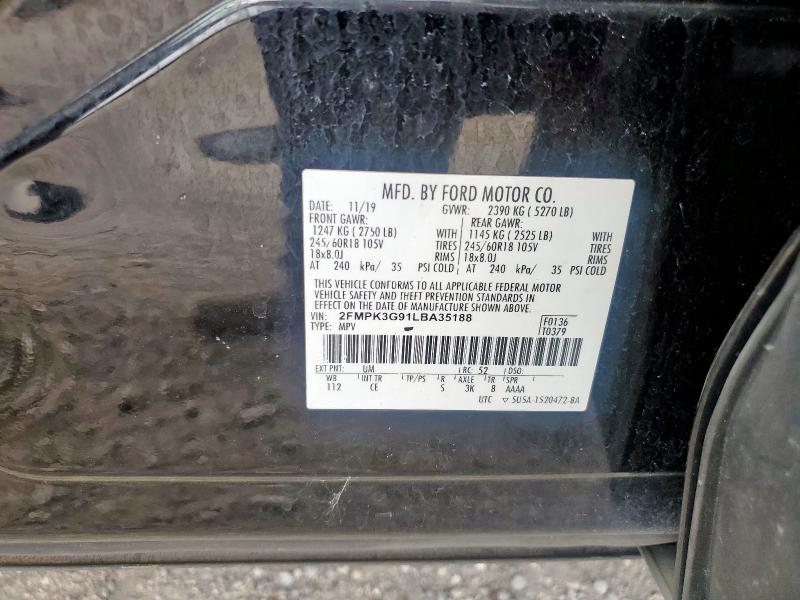 MFD. BY FORD MOTOR CO.
DATE: 11/19 GVWR: 2390 KG ( 5270 LB)
FRONT GAWR: REAR GAWR:
1247 KG ( 2750 LB) WITH 1145 KG ( 2525 LB) WITH
245/60R18 105V TIRES 245/60R18 105V TIRES
18x8.0J RIMS 18x8.0J RIMS
AT 240 kPa/ 35 PSI COLD AT 240 kPa/ 35 PSI COLD
THIS VEHICLE CONFORMS TO ALL APPLICABLE FEDERAL MOTOR
VEHICLE SAFETY AND THEFT PREVENTION STANDARDS IN
EFFECT ON THE DATE OF MANUFACTURE SHOWN ABOVE.
VIN: 2FMPK3G91LBA35188 F0136
TYPE: MPV T0379
EXT PNT: UM RC: 52 DSO:
WB INT TR TP/PS R AXLE TR SPR
112 CE S 3K 8 AAAA
UTC ▽ 5U5A-1520472-BA